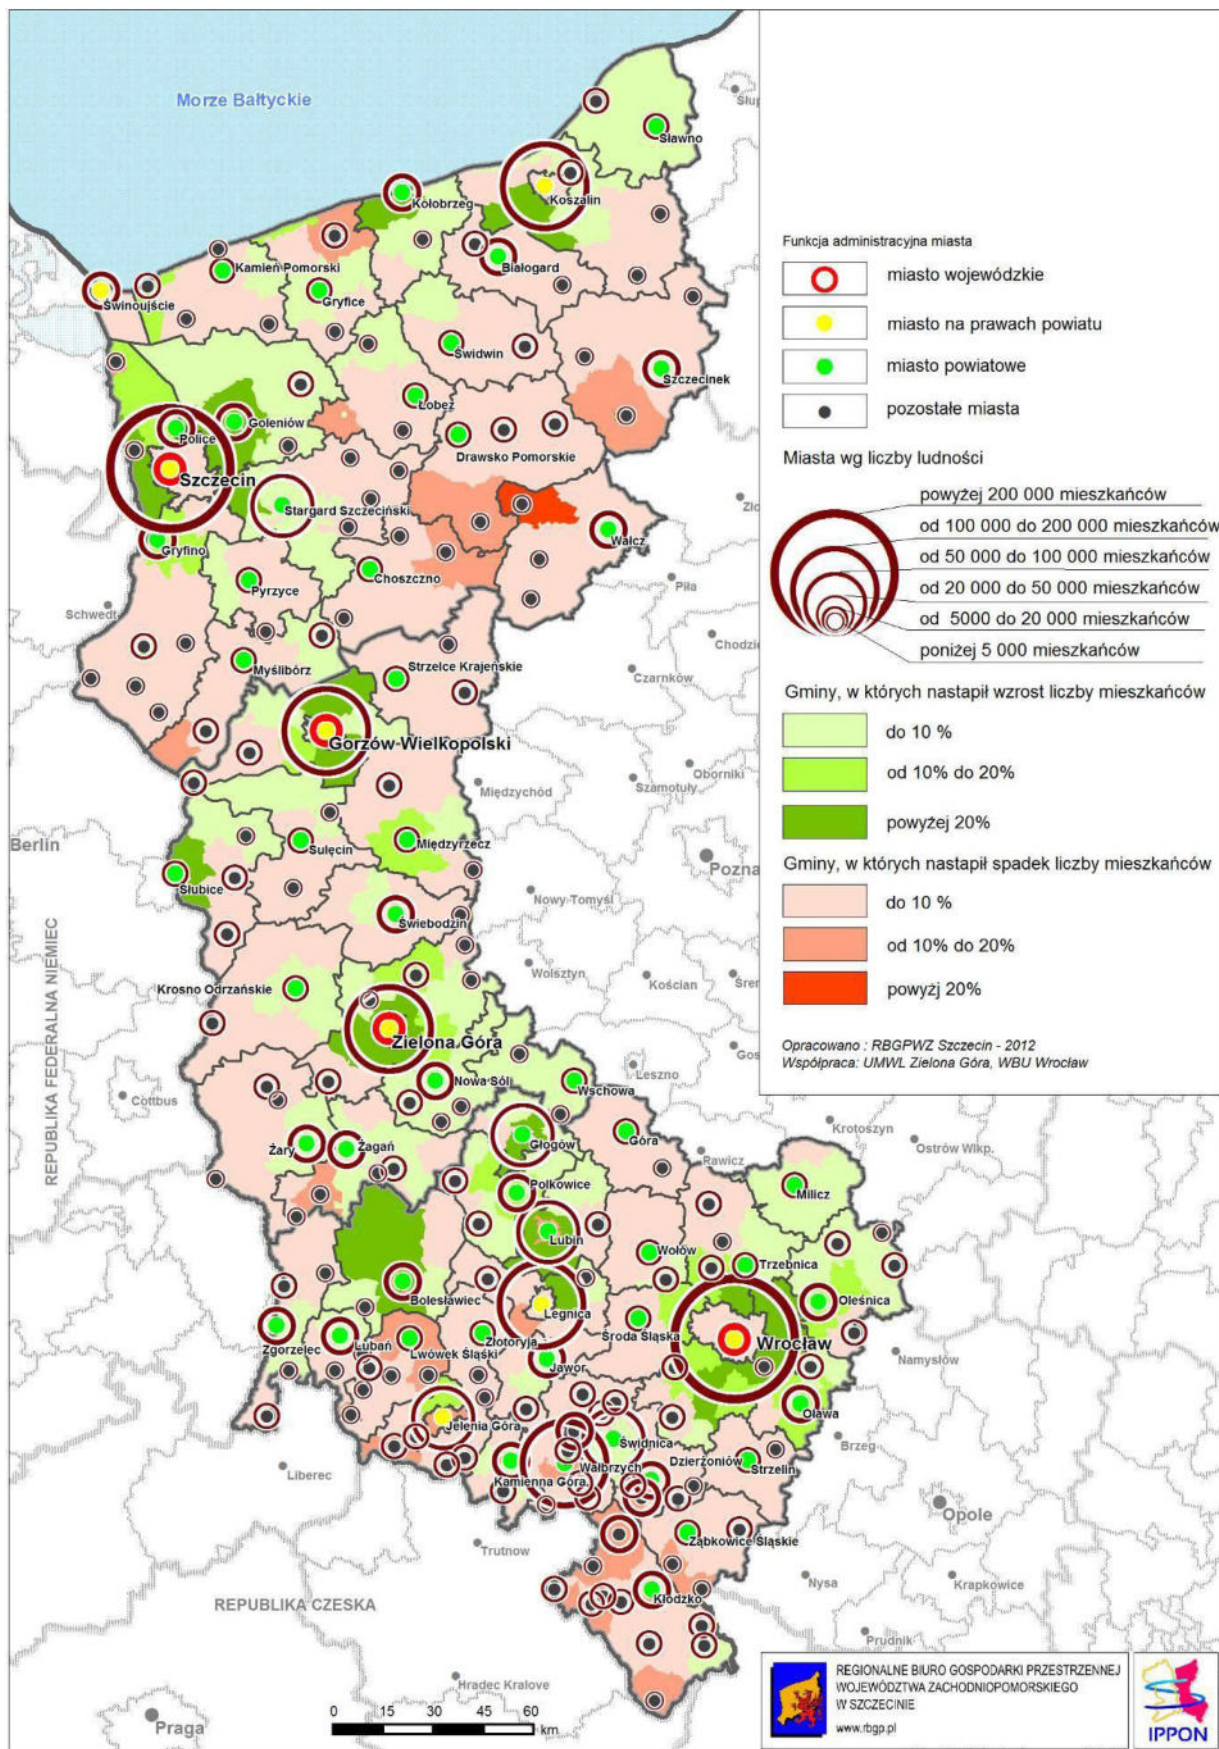 Morze Bałtyckie
Słup
Sławno
Koszalin
Kołobrzeg
Białogard
Kamień Pomorski
Gryfice
Świnoujście
Świdwin
Szczecinek
Łobez
Goleniów
Police
Drawsko Pomorskie
Szczecin
Stargard Szczeciński
Wałcz
Gryfino
Choszczno
Pyrzyce
Piła
Schwedt
Chodzie
Myślibórz
Strzelce Krajeńskie
Czarnków
Gorzów Wielkopolski
Oborniki
Międzychód
Szamotuły
Berlin
Sulęcin
Międzyrzecz
Pozna
Słubice
Nowy Tomyśl
Świebodzin
Wolsztyn
Kościan
Śrem
Krosno Odrzańskie
Zielona Góra
Gos
Leszno
Nowa Sóli
Wschowa
Cottbus
REPUBLIKA FEDERALNA NIEMIEC
Krotoszyn
Ostrów Wlkp.
Głogów
Góra
Rawicz
Żary
Żagań
Milicz
Polkowice
Lubin
Wołów
Trzebnica
Bolesławiec
Legnica
Oleśnica
Środa Śląska
Zgorzelec
Lubań
Lwówek Śląski
Złotoryja
Wrocław
Jawor
Namysłów
Oława
Jelenia Góra
Świdnica
Brzeg
Liberec
Kamienna Góra
Wałbrzych
Dzierżoniów
Strzelin
Opole
Trutnow
Ząbkowice Śląskie
Nysa
Krapkowice
REPUBLIKA CZESKA
Kłodzko
Prudnik
Hradec Kralove
Praga
0 15 30 45 60
km
Funkcja administracyjna miasta
miasto wojewódzkie
miasto na prawach powiatu
miasto powiatowe
pozostałe miasta
Miasta wg liczby ludności
powyżej 200 000 mieszkańców
od 100 000 do 200 000 mieszkańców
od 50 000 do 100 000 mieszkańców
od 20 000 do 50 000 mieszkańców
od 5000 do 20 000 mieszkańców
poniżej 5 000 mieszkańców
Gminy, w których nastąpił wzrost liczby mieszkańców
do 10 %
od 10% do 20%
powyżej 20%
Gminy, w których nastąpił spadek liczby mieszkańców
do 10 %
od 10% do 20%
powyżj 20%
Opracowano : RBGPWZ Szczecin - 2012
Współpraca: UMWL Zielona Góra, WBU Wrocław
REGIONALNE BIURO GOSPODARKI PRZESTRZENNEJ
WOJEWÓDZTWA ZACHODNIOPOMORSKIEGO
W SZCZECINIE
www.rbgp.pl
IPPON